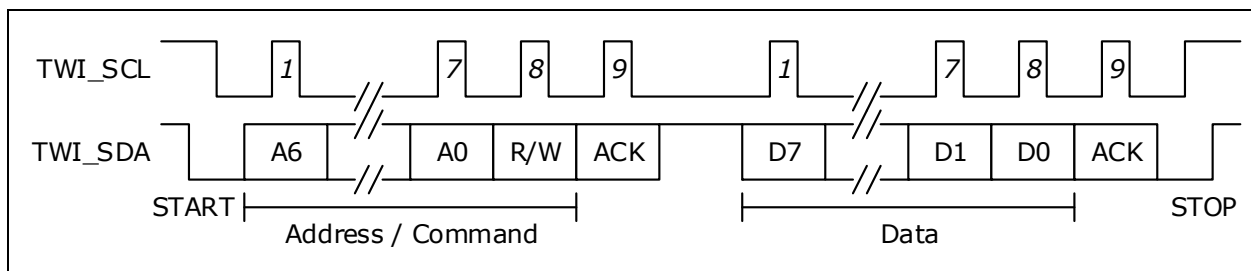 TWI_SCL 1 7 8 9 1 7 8 9
TWI_SDA A6 A0 R/W ACK D7 D1 D0 ACK
START STOP
Address / Command Data